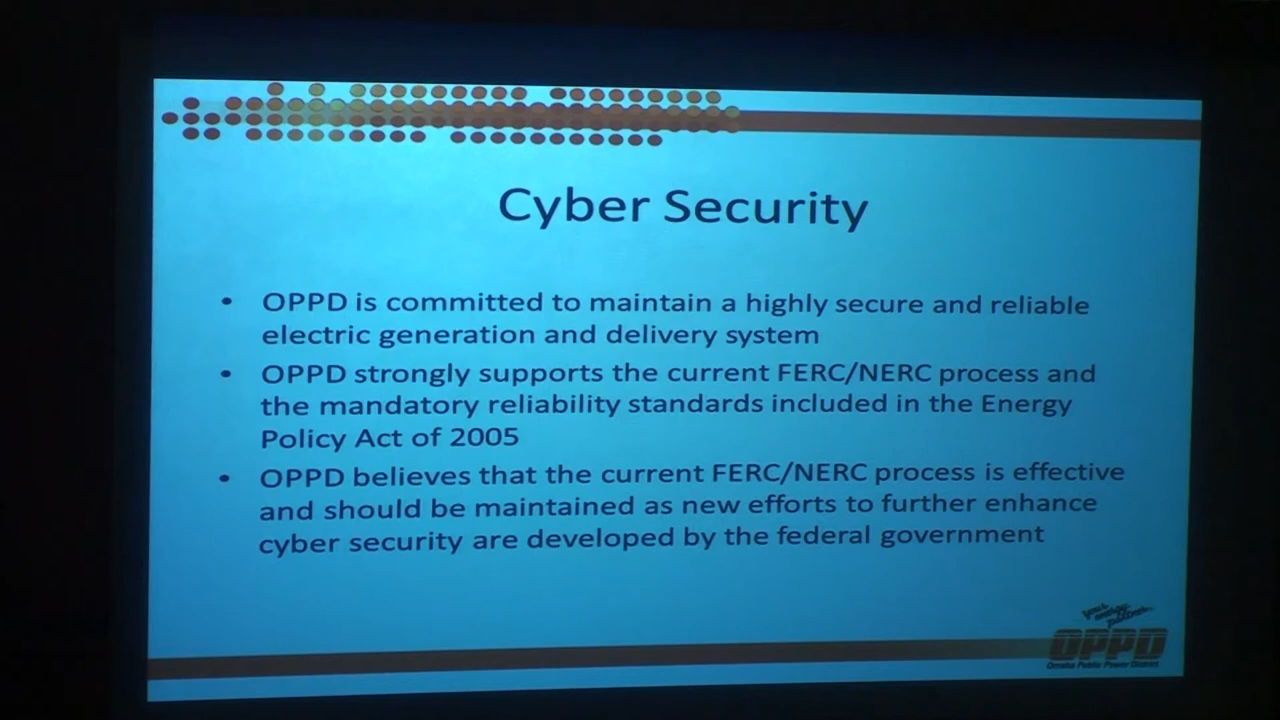 Cyber Security
• OPPD is committed to maintain a highly secure and reliable
electric generation and delivery system
• OPPD strongly supports the current FERC/NERC process and
the mandatory reliability standards included in the Energy
Policy Act of 2005
• OPPD believes that the current FERC/NERC process is effective
and should be maintained as new efforts to further enhance
cyber security are developed by the federal government
your
energy
partner
OPPD
Omaha Public Power District